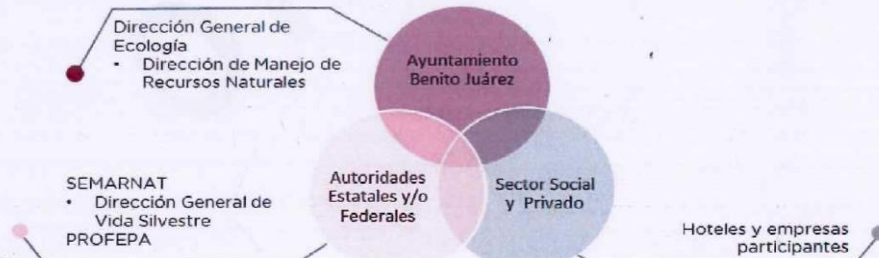 Dirección General de
Ecología
• Dirección de Manejo de
Recursos Naturales
Ayuntamiento
Benito Juárez
SEMARNAT
• Dirección General de
Vida Silvestre
PROFEPA
Autoridades
Estatales y/o
Federales
Sector Social
y Privado
Hoteles y empresas
participantes